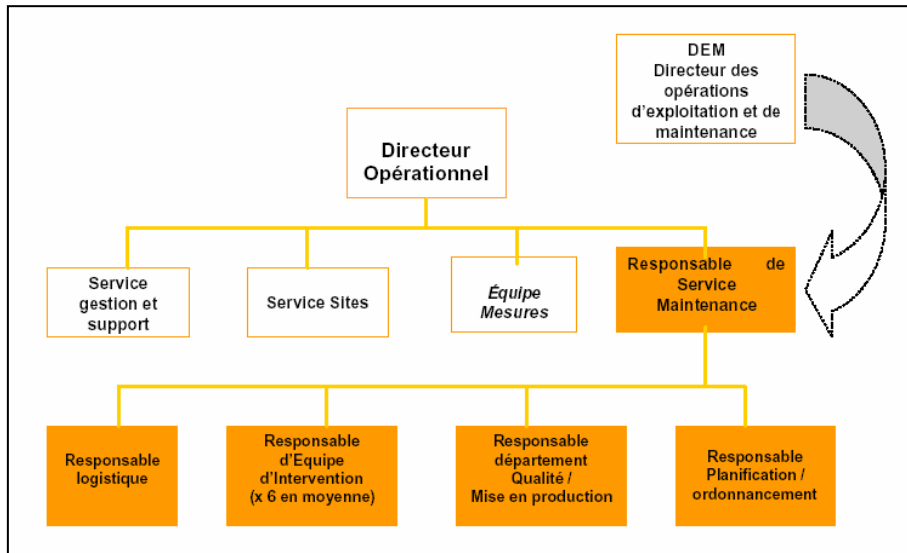 DEM
Directeur des
opérations
d'exploitation et de
maintenance
Directeur
Opérationnel
Service
gestion et
support
Service Sites
Équipe
Mesures
Responsable de
Service
Maintenance
Responsable
logistique
Responsable
d'Equipe
d'Intervention
(x 6 en moyenne)
Responsable
département
Qualité /
Mise en production
Responsable
Planification /
ordonnancement